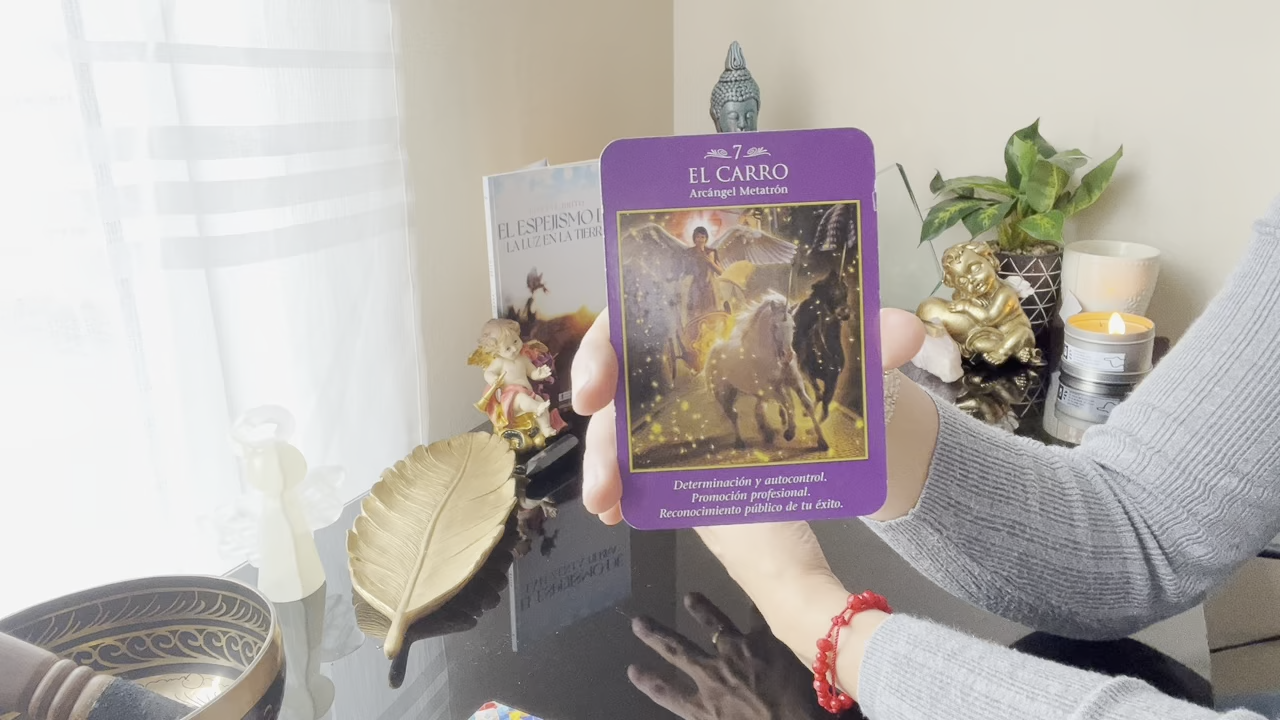 7
EL CARRO
Arcángel Metatrón
Determinación y autocontrol.
Promoción profesional.
Reconocimiento público de tu éxito.
EL ESPEJISMO
LA LUZ EN LA TIERRA